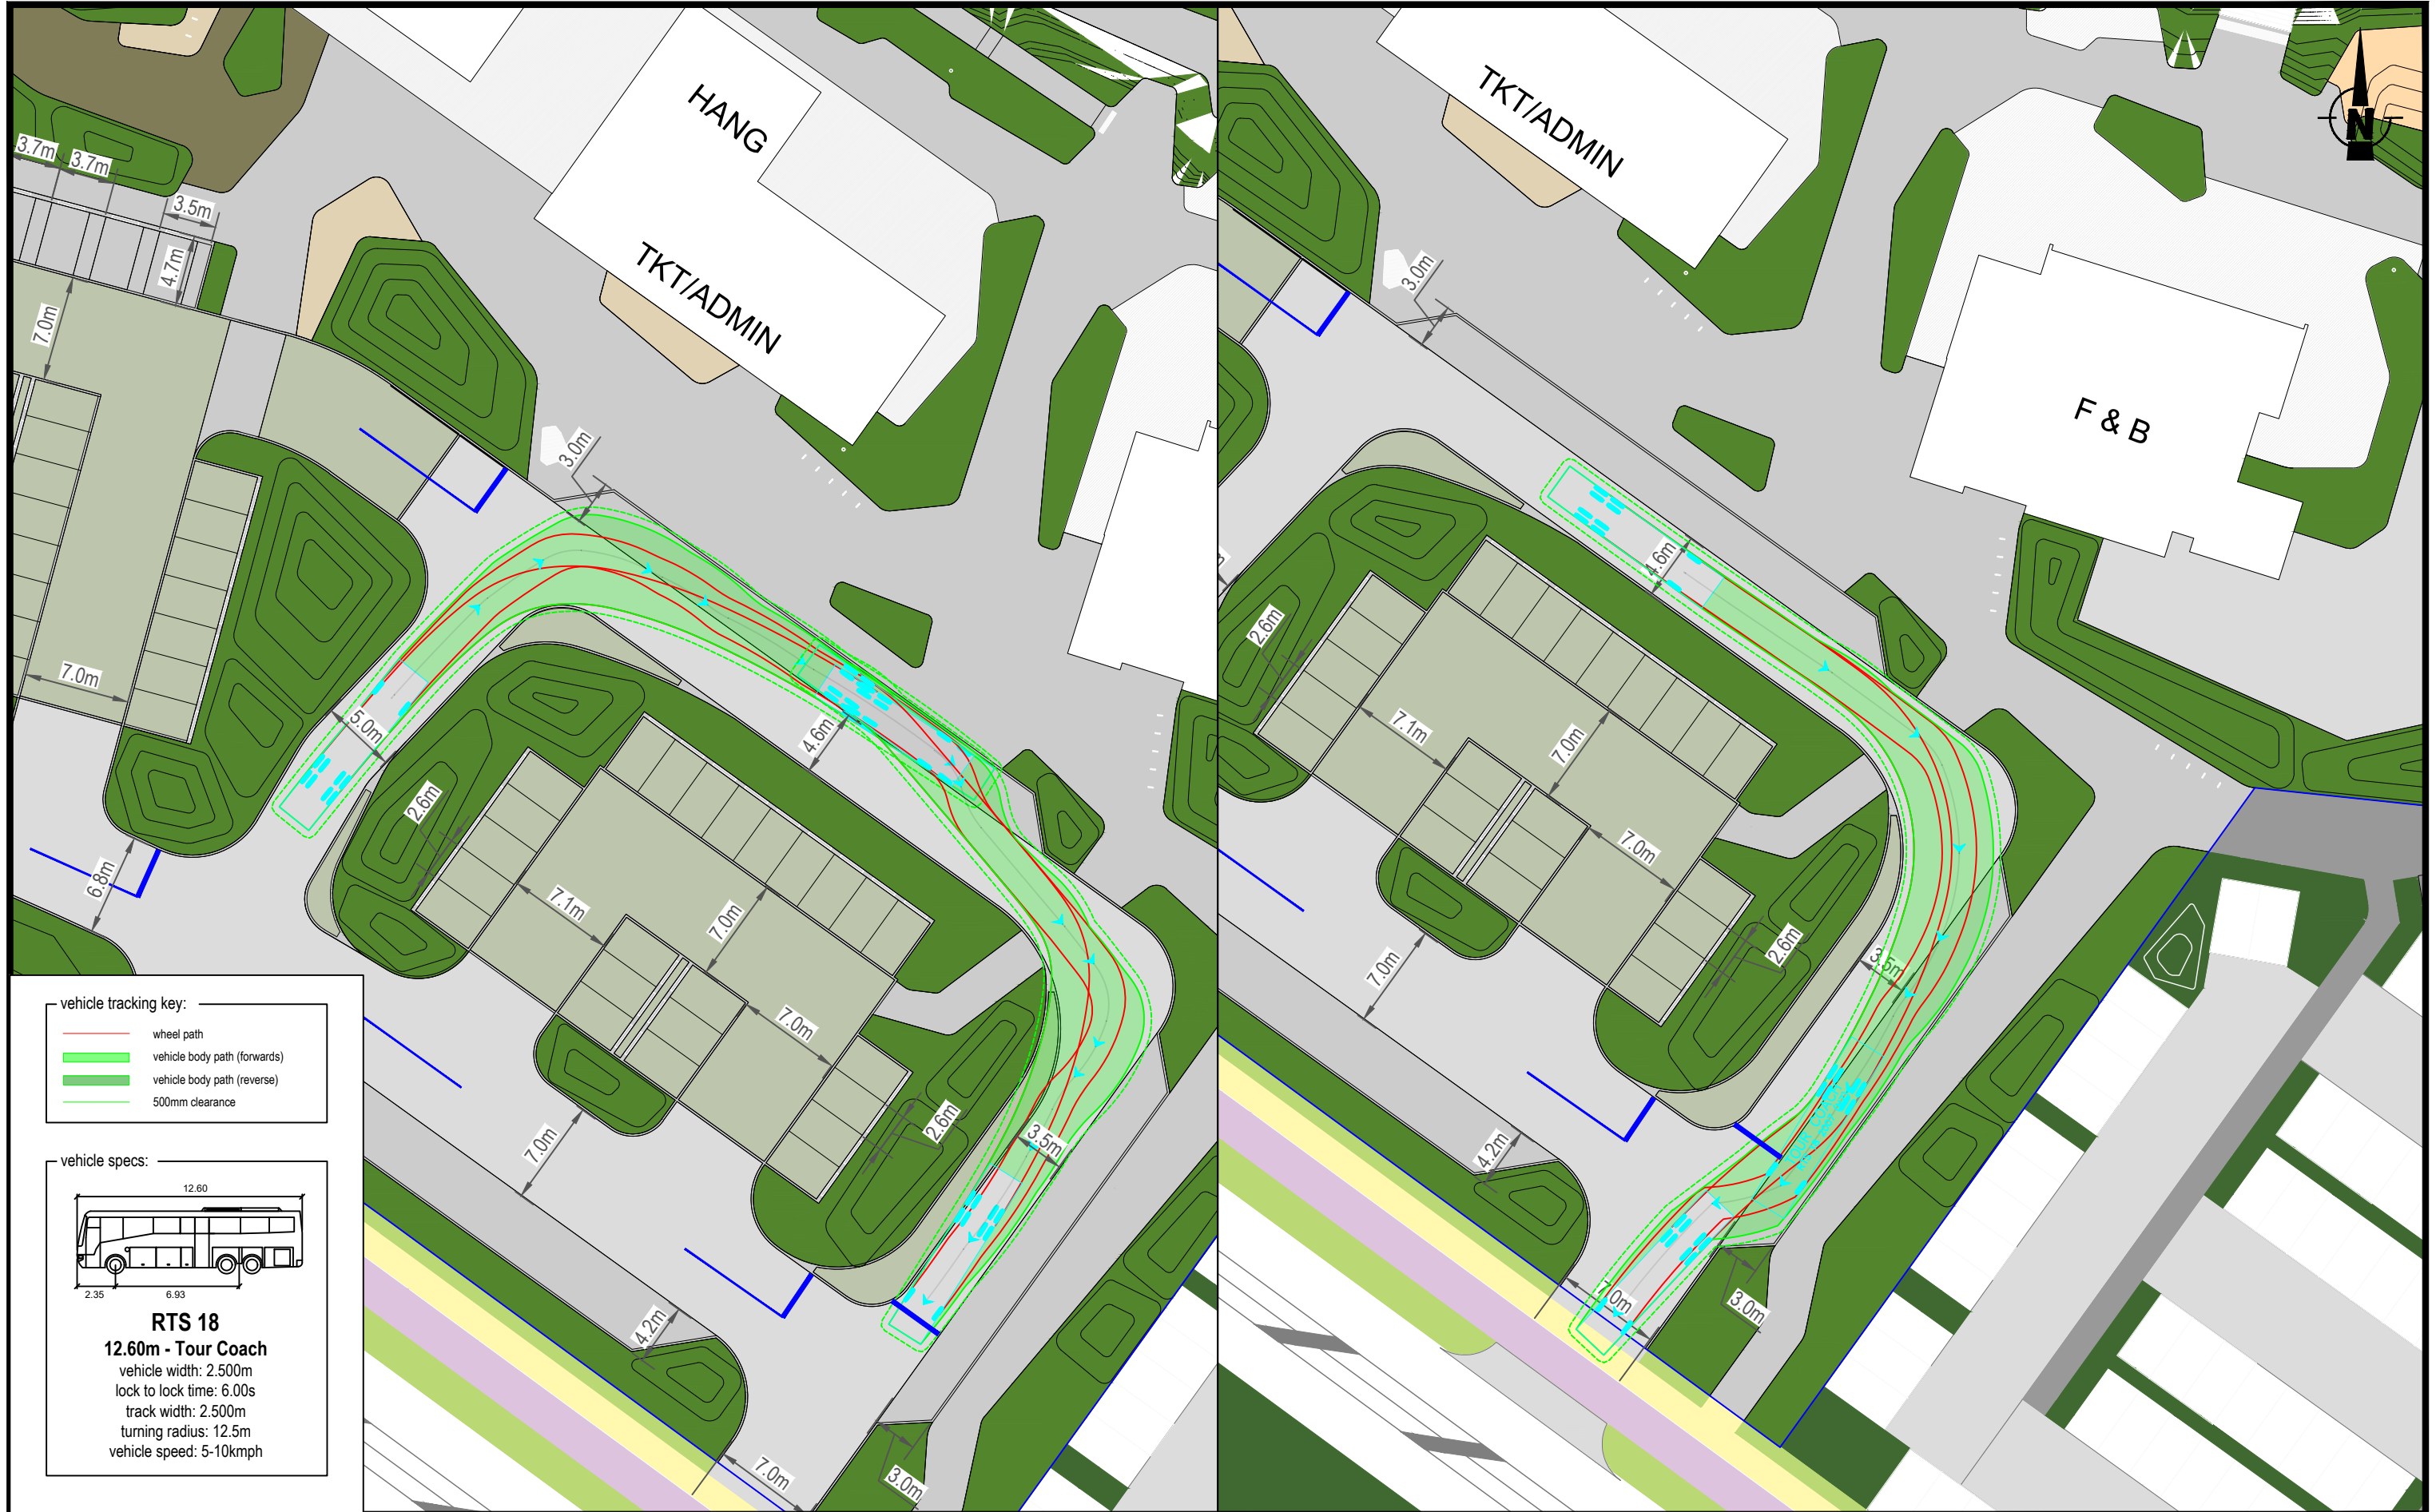 HANG
TKT/ADMIN
3.7m
3.7m
3.5m
4.7m
7.0m
3.0m
7.0m
5.0m
4.6m
2.6m
6.8m
7.1m
7.0m
7.0m
2.6m
3.5m
7.0m
4.2m
7.0m
3.0m
vehicle tracking key:
wheel path
vehicle body path (forwards)
vehicle body path (reverse)
500mm clearance
vehicle specs:
12.60
2.35
6.93
RTS 18
12.60m - Tour Coach
vehicle width: 2.500m
lock to lock time: 6.00s
track width: 2.500m
turning radius: 12.5m
vehicle speed: 5-10kmph
TKT/ADMIN
N
3.0m
F & B
4.6m
2.6m
7.1m
7.0m
7.0m
2.6m
3.5m
7.0m
4.2m
TOUR COACH
7.0m
3.0m